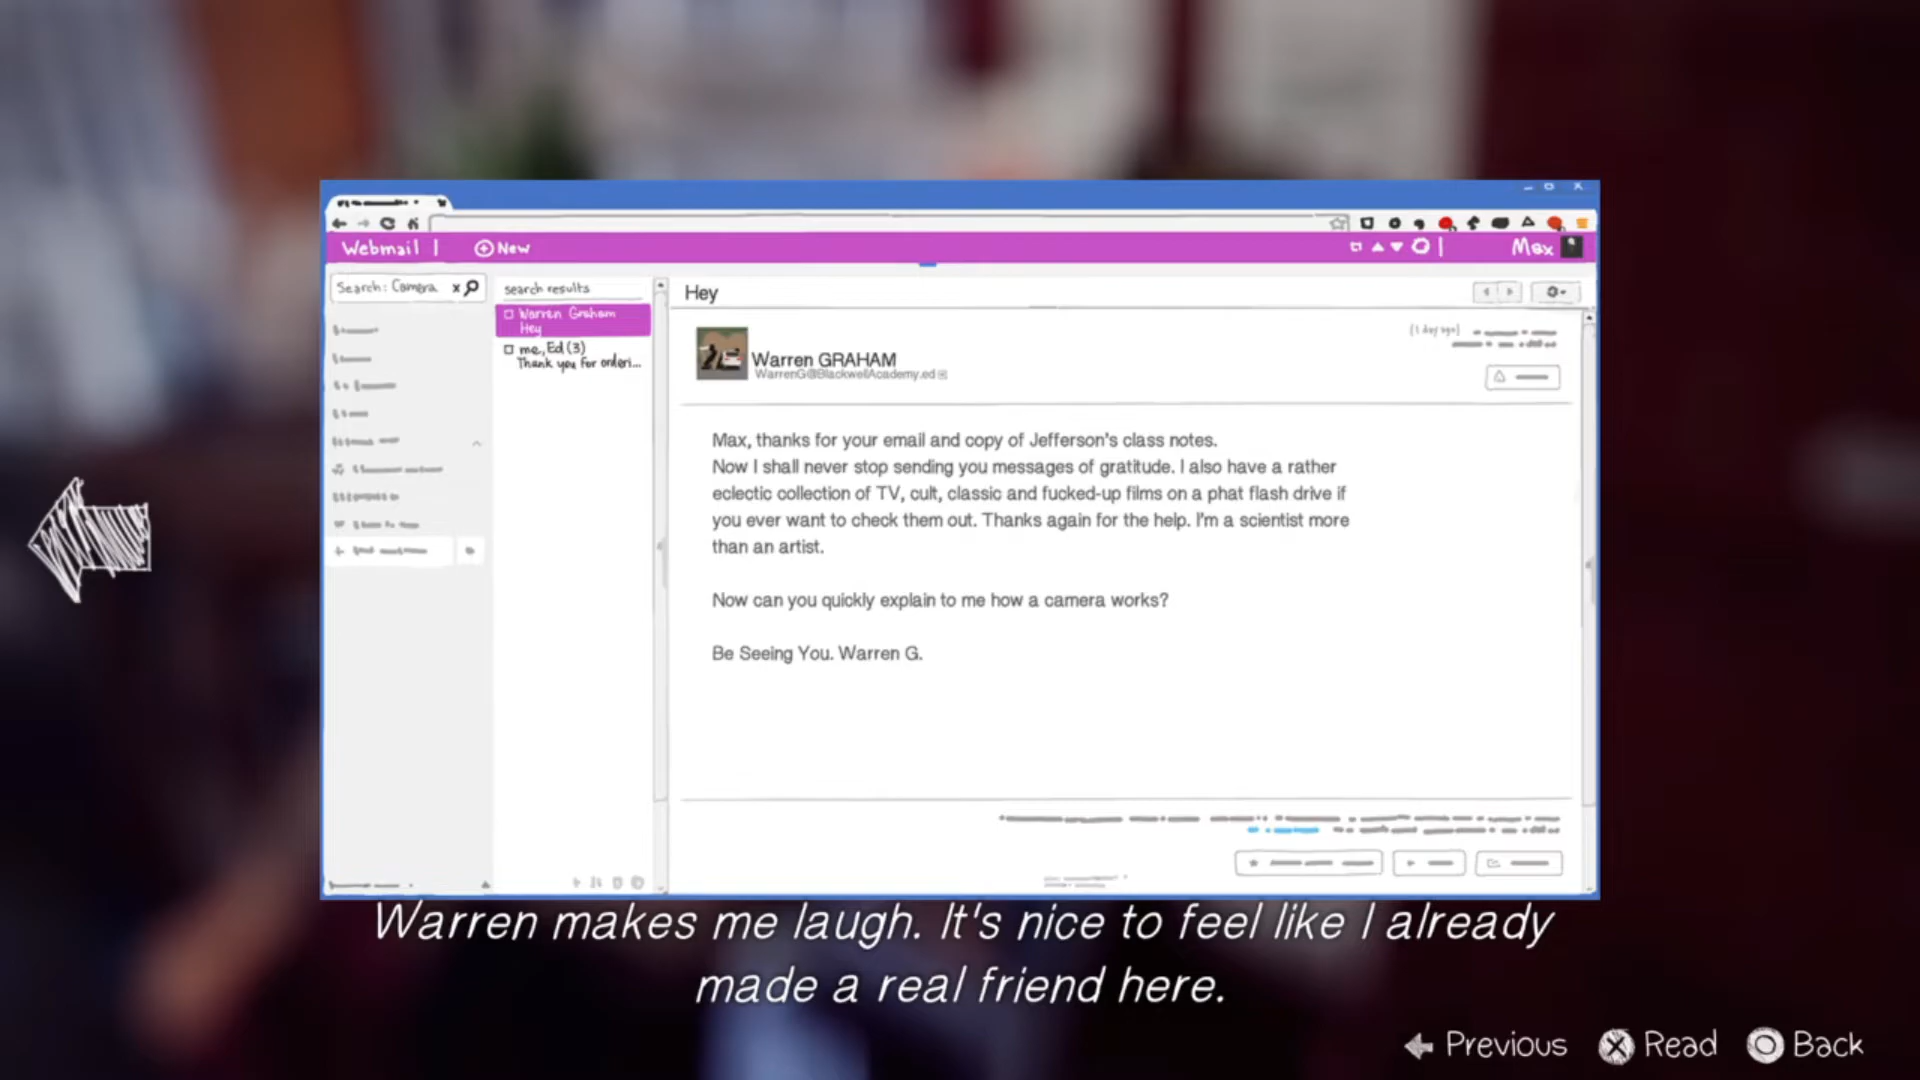 Webmail |
New
Max
Search: Camera x
search results
Warren Graham
Hey
me, Ed (3)
Thank you for orderi...
Hey
(1 day ago)
Warren GRAHAM
WarrenG@BlackwellAcademy.ed
Max, thanks for your email and copy of Jefferson's class notes.
Now I shall never stop sending you messages of gratitude. I also have a rather
eclectic collection of TV, cult, classic and fucked-up films on a phat flash drive if
you ever want to check them out. Thanks again for the help. I'm a scientist more
than an artist.
Now can you quickly explain to me how a camera works?
Be Seeing You. Warren G.
Warren makes me laugh. It's nice to feel like I already
made a real friend here.
Previous
Read
Back